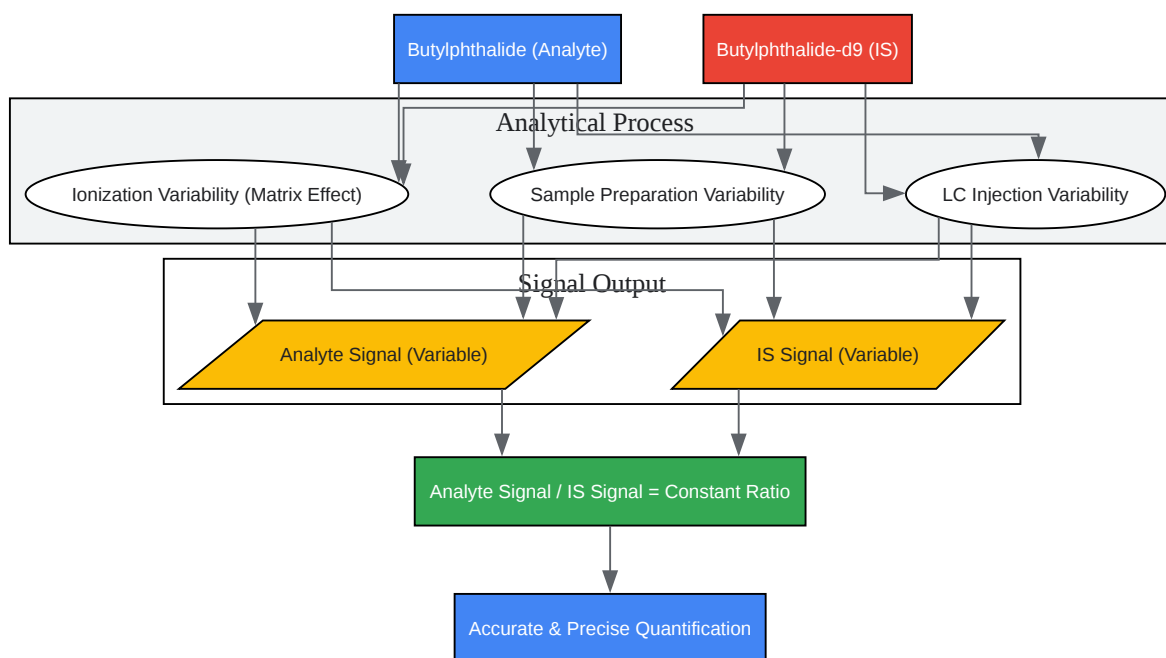 Butylphthalide (Analyte)
Butylphthalide-d9 (IS)
Analytical Process
Ionization Variability (Matrix Effect)
Sample Preparation Variability
LC Injection Variability
Signal Output
Analyte Signal (Variable)
IS Signal (Variable)
Analyte Signal / IS Signal = Constant Ratio
Accurate & Precise Quantification